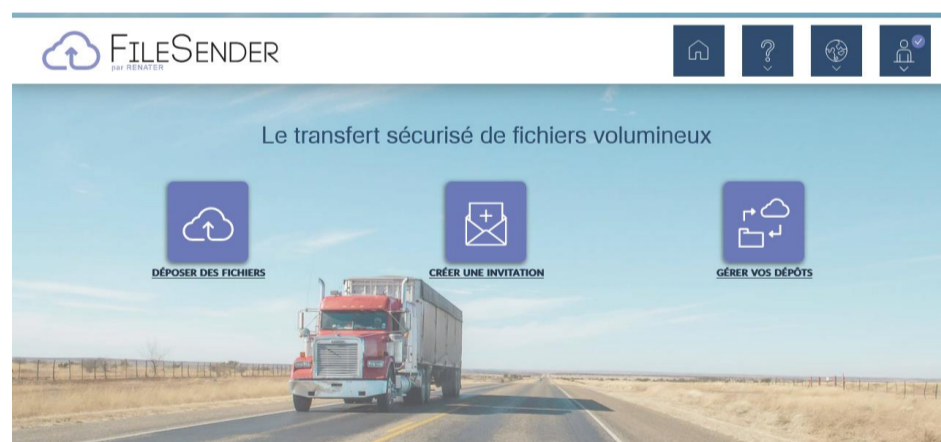 FILESENDER
par RENATER
Le transfert sécurisé de fichiers volumineux
DÉPOSER DES FICHIERS
CRÉER UNE INVITATION
GÉRER VOS DÉPÔTS